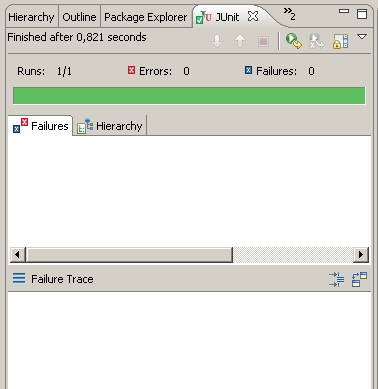 Hierarchy Outline Package Explorer JUnit 2
Finished after 0,821 seconds
Runs: 1/1 Errors: 0 Failures: 0
Failures Hierarchy
Failure Trace